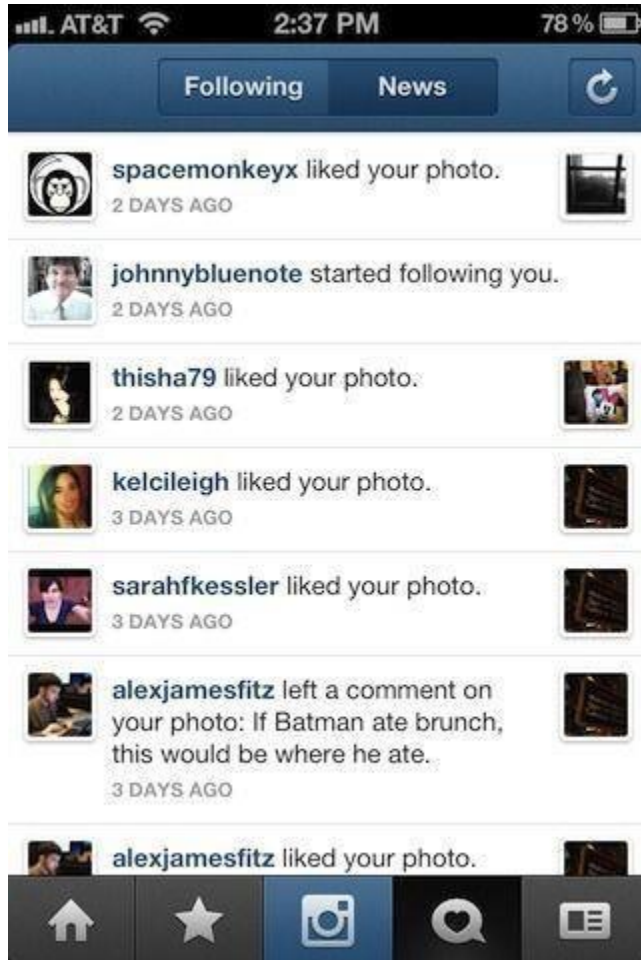 AT&T 2:37 PM 78 %
Following News
spacemonkeyx liked your photo.
2 DAYS AGO
johnnybluenote started following you.
2 DAYS AGO
thisha79 liked your photo.
2 DAYS AGO
kelcileigh liked your photo.
3 DAYS AGO
sarahfkessler liked your photo.
3 DAYS AGO
alexjamesfitz left a comment on
your photo: If Batman ate brunch,
this would be where he ate.
3 DAYS AGO
alexjamesfitz liked your photo.